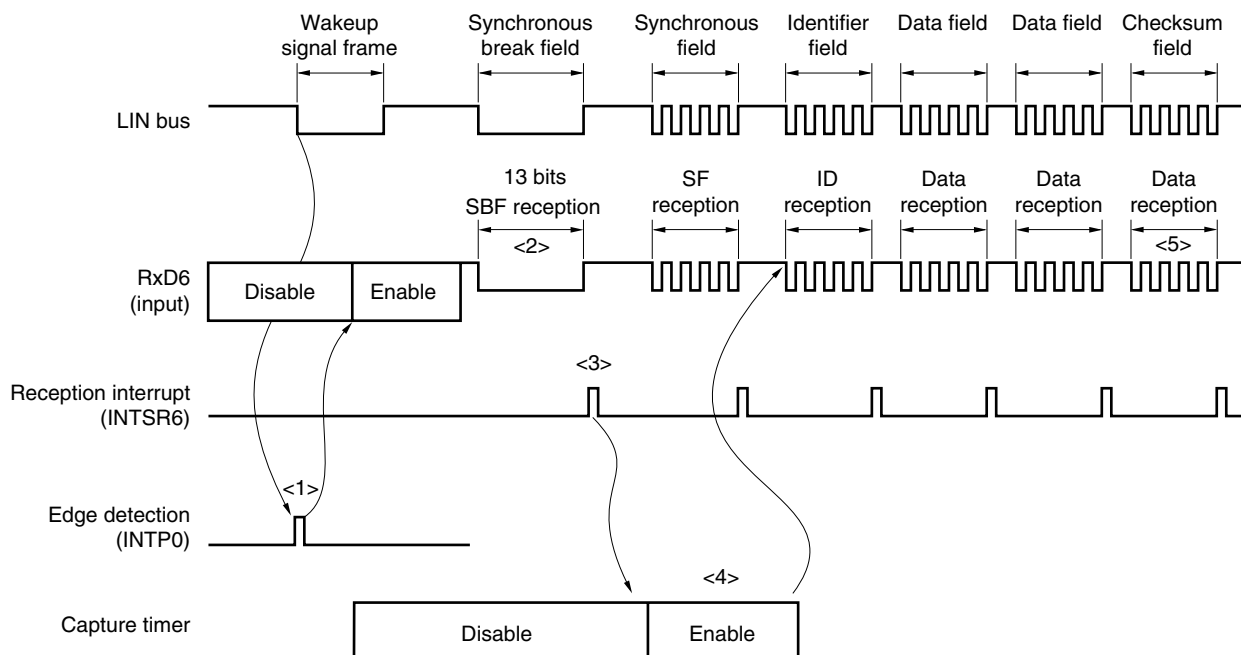 Wakeup
signal frame
Synchronous
break field
Synchronous
field
Identifier
field
Data field
Data field
Checksum
field
LIN bus
13 bits
SBF reception
<2>
SF
reception
ID
reception
Data
reception
Data
reception
Data
reception
<5>
RxD6
(input)
Disable
Enable
<3>
Reception interrupt
(INTSR6)
<1>
Edge detection
(INTP0)
<4>
Capture timer
Disable
Enable